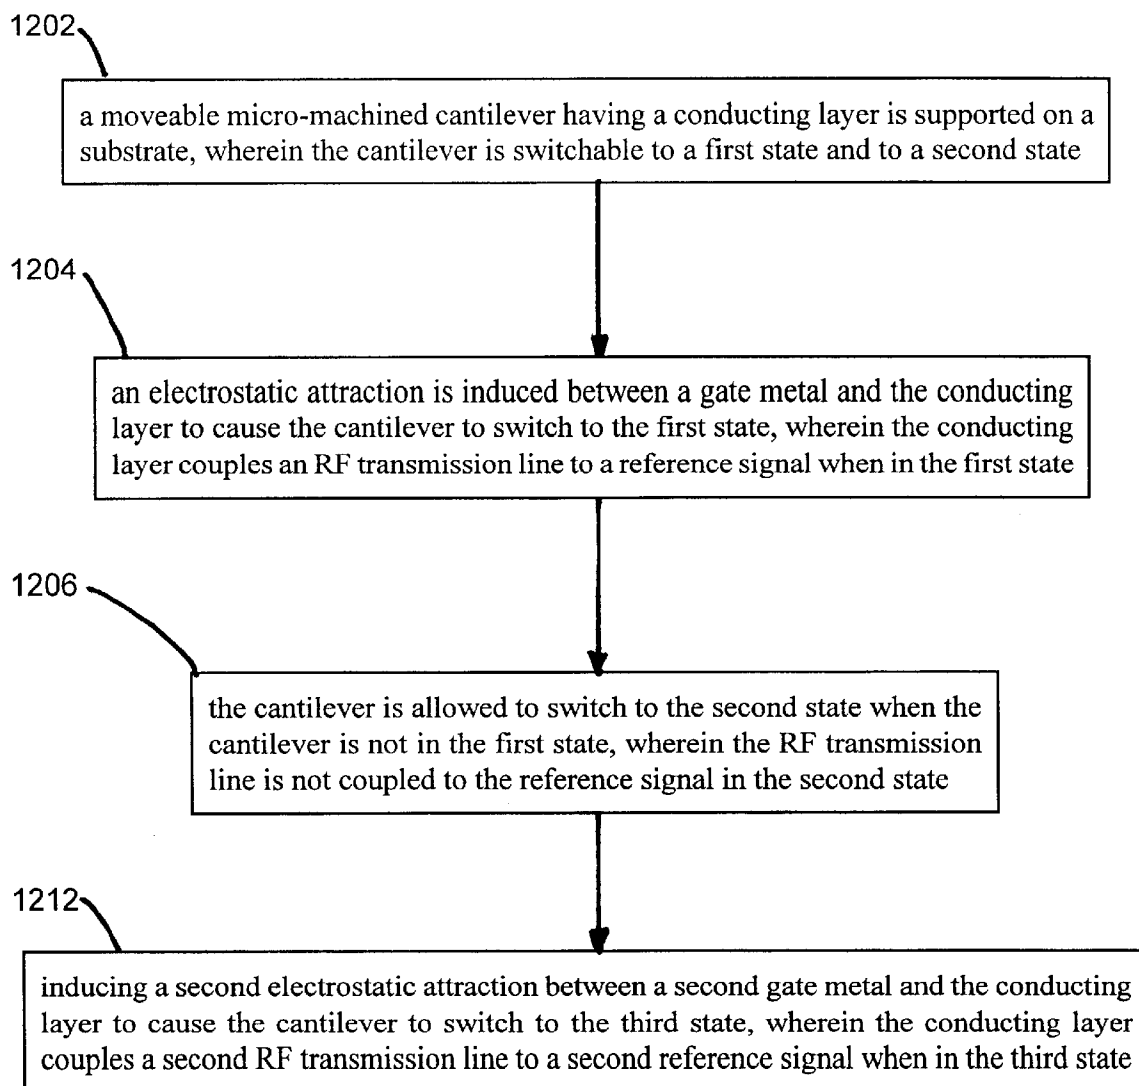 1202
a moveable micro-machined cantilever having a conducting layer is supported on a
substrate, wherein the cantilever is switchable to a first state and to a second state
1204
an electrostatic attraction is induced between a gate metal and the conducting
layer to cause the cantilever to switch to the first state, wherein the conducting
layer couples an RF transmission line to a reference signal when in the first state
1206
the cantilever is allowed to switch to the second state when the
cantilever is not in the first state, wherein the RF transmission
line is not coupled to the reference signal in the second state
1212
inducing a second electrostatic attraction between a second gate metal and the conducting
layer to cause the cantilever to switch to the third state, wherein the conducting layer
couples a second RF transmission line to a second reference signal when in the third state